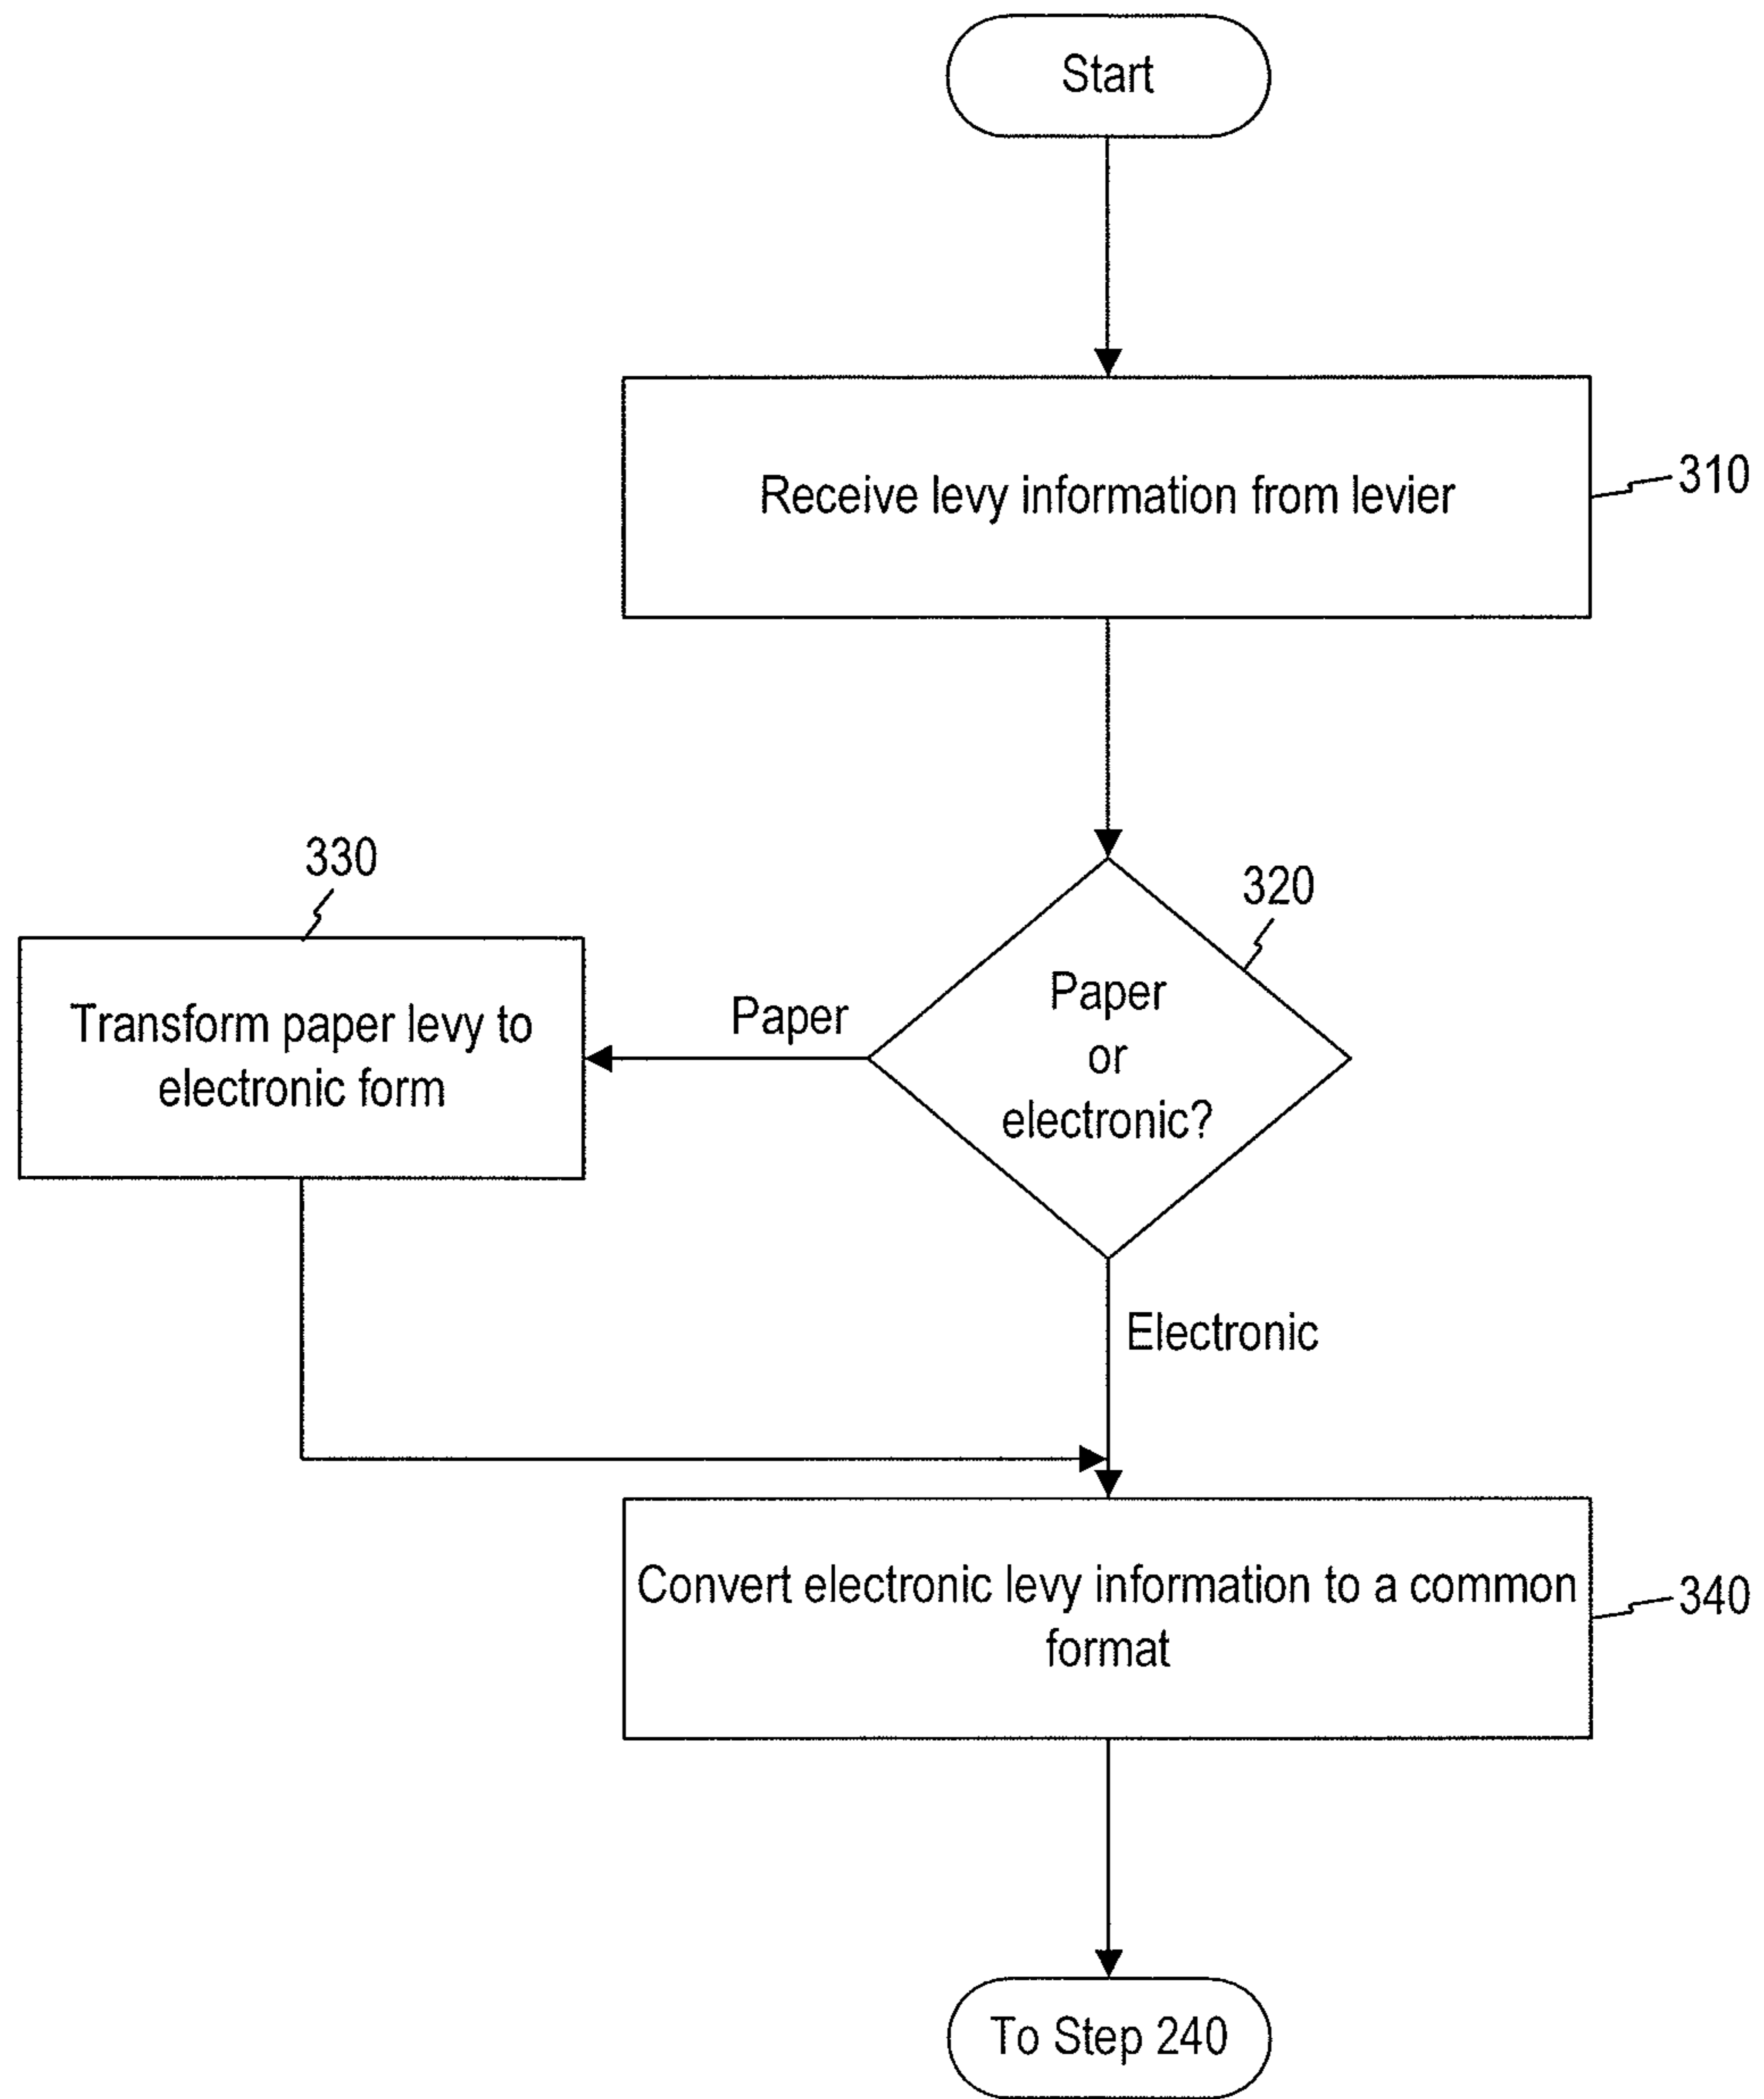 Start
Receive levy information from levier
310
330
320
Transform paper levy to
electronic form
Paper
Paper
or
electronic?
Electronic
Convert electronic levy information to a common
format
340
To Step 240